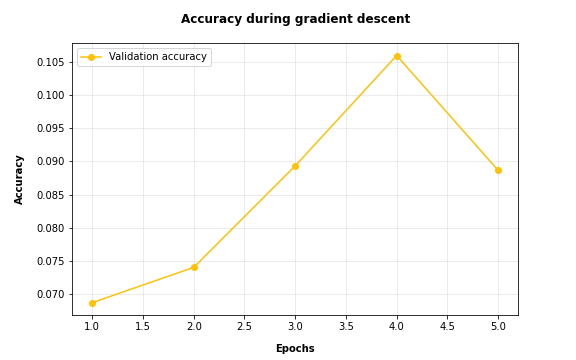 Accuracy during gradient descent
Validation accuracy
0.105
0.100
0.095
0.090
0.085
0.080
0.075
0.070
Accuracy
1.0 1.5 2.0 2.5 3.0 3.5 4.0 4.5 5.0
Epochs